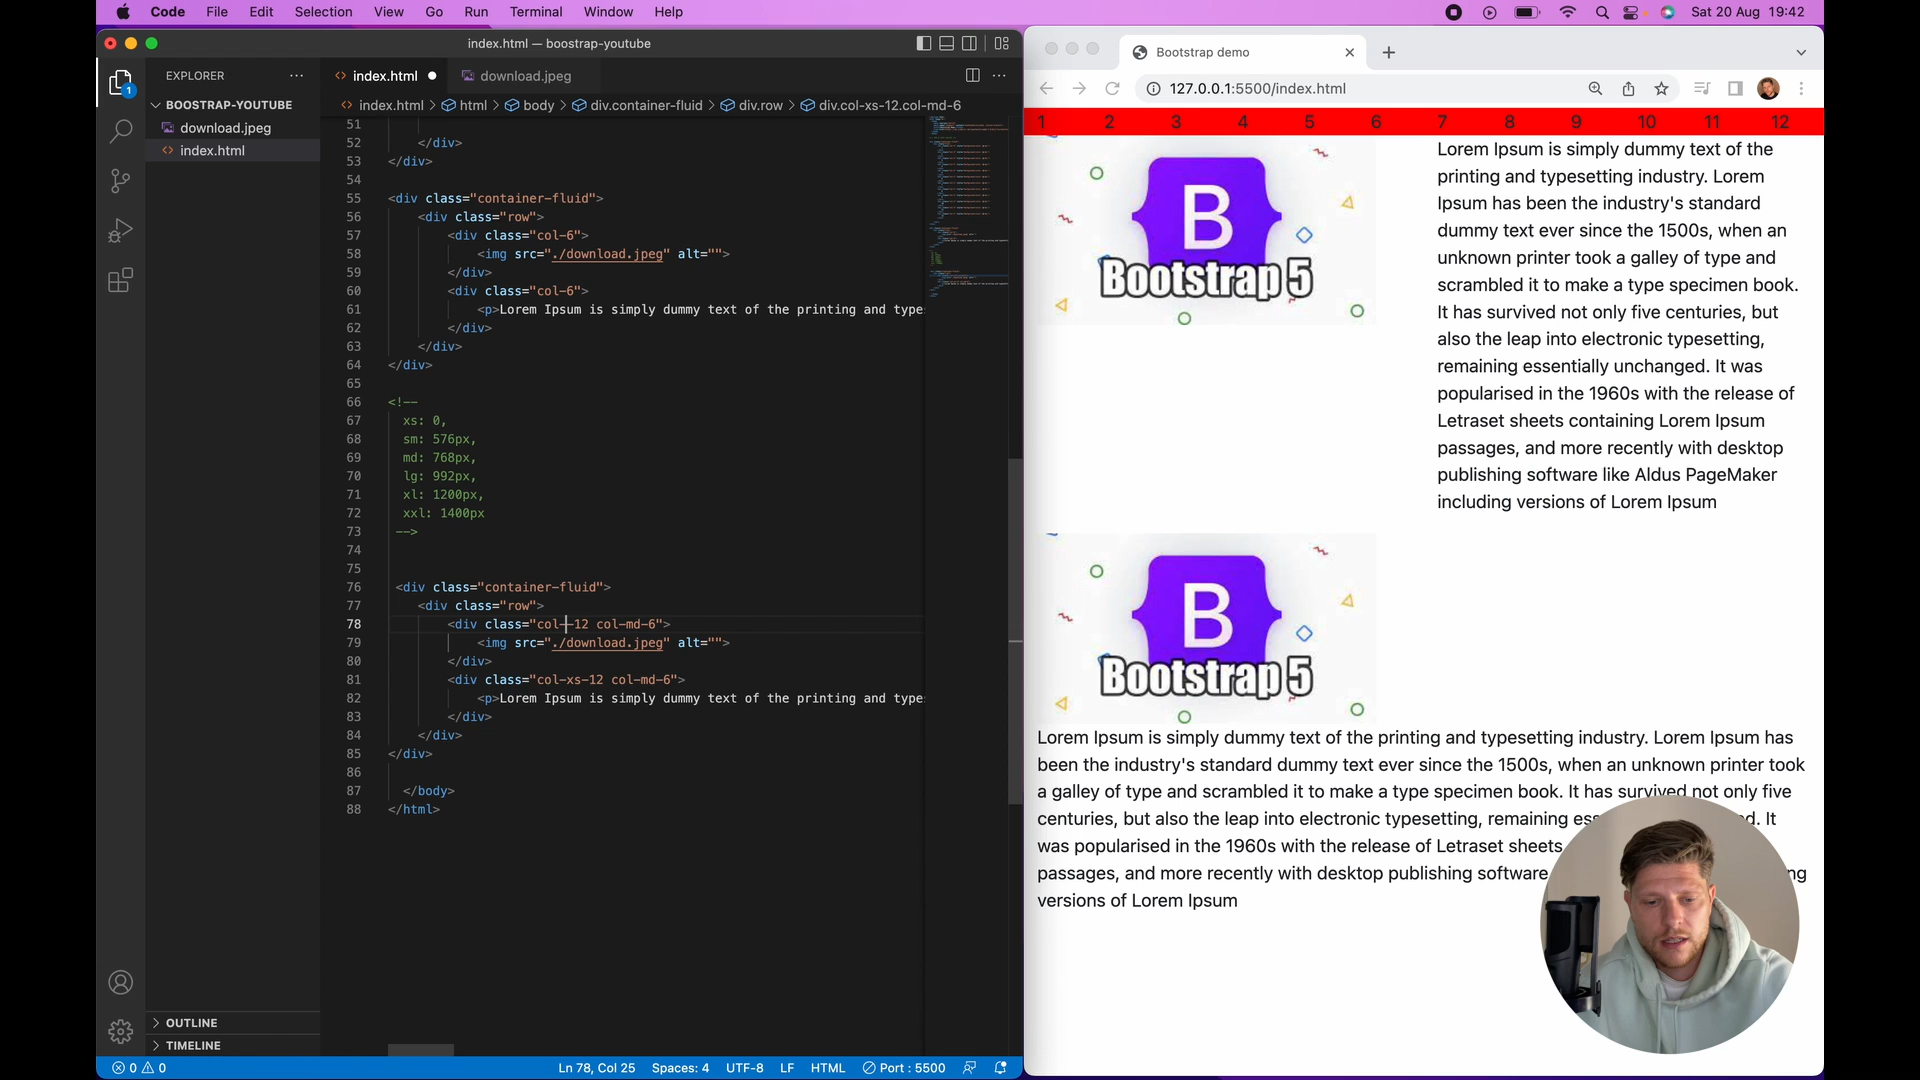 Code File Edit Selection View Go Run Terminal Window Help
Sat 20 Aug 19:42
index.html — boostrap-youtube
EXPLORER
BOOSTRAP-YOUTUBE
download.jpeg
index.html
1
OUTLINE
TIMELINE
index.html
download.jpeg
index.html > html > body > div.container-fluid > div.row > div.col-xs-12.col-md-6
51
52 </div>
53 </div>
54
55 <div class="container-fluid">
56 <div class="row">
57 <div class="col-6">
58 <img src="./download.jpeg" alt="">
59 </div>
60 <div class="col-6">
61 <p>Lorem Ipsum is simply dummy text of the printing and type
62 </div>
63 </div>
64 </div>
65
66 <!--
67 xs: 0,
68 sm: 576px,
69 md: 768px,
70 lg: 992px,
71 xl: 1200px,
72 xxl: 1400px
73 -->
74
75
76 <div class="container-fluid">
77 <div class="row">
78 <div class="col--12 col-md-6">
79 <img src="./download.jpeg" alt="">
80 </div>
81 <div class="col-xs-12 col-md-6">
82 <p>Lorem Ipsum is simply dummy text of the printing and type
83 </div>
84 </div>
85 </div>
86
87 </body>
88 </html>
0 0
Ln 78, Col 25 Spaces: 4 UTF-8 LF HTML Port : 5500
Bootstrap demo
127.0.0.1:5500/index.html
1 2 3 4 5 6 7 8 9 10 11 12
B
Bootstrap 5
Lorem Ipsum is simply dummy text of the
printing and typesetting industry. Lorem
Ipsum has been the industry's standard
dummy text ever since the 1500s, when an
unknown printer took a galley of type and
scrambled it to make a type specimen book.
It has survived not only five centuries, but
also the leap into electronic typesetting,
remaining essentially unchanged. It was
popularised in the 1960s with the release of
Letraset sheets containing Lorem Ipsum
passages, and more recently with desktop
publishing software like Aldus PageMaker
including versions of Lorem Ipsum
B
Bootstrap 5
Lorem Ipsum is simply dummy text of the printing and typesetting industry. Lorem Ipsum has
been the industry's standard dummy text ever since the 1500s, when an unknown printer took
a galley of type and scrambled it to make a type specimen book. It has survived not only five
centuries, but also the leap into electronic typesetting, remaining ess d. It
was popularised in the 1960s with the release of Letraset sheets
passages, and more recently with desktop publishing software ng
versions of Lorem Ipsum